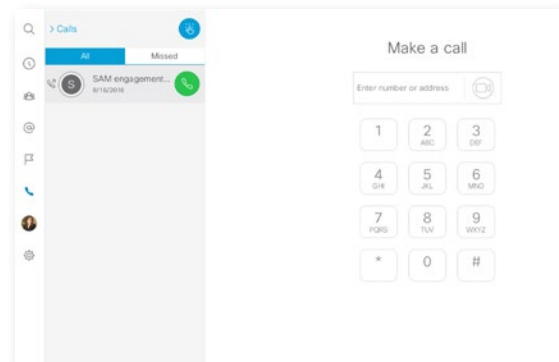 > Calls
All Missed
S SAM engagement...
8/16/2016
Make a call
Enter number or address
1 2 3
ABC DEF
4 5 6
GHI JKL MNO
7 8 9
PQRS TUV WXYZ
* 0 #